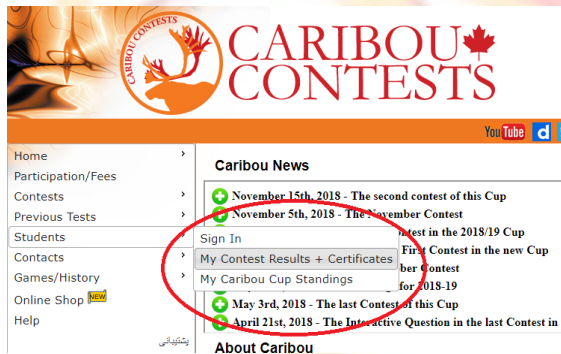 CARIBOU CONTESTS
CARIBOU
CONTESTS
YouTube d
Home
Participation/Fees
Contests
Previous Tests
Students
Contacts
Games/History
Online Shop NEW
Help
پشتیبانی
Sign In
My Contest Results + Certificates
My Caribou Cup Standings
Caribou News
November 15th, 2018 - The second contest of this Cup
November 5th, 2018 - The November Contest
ntest in the 2018/19 Cup
First Contest in the new Cup
ber Contest
for 2018-19
May 3rd, 2018 - The last Contest of this Cup
April 21st, 2018 - The Interactive Question in the last Contest in
About Caribou